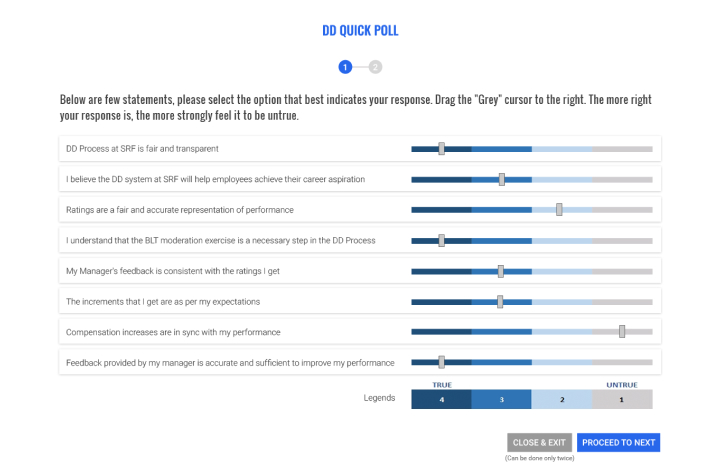 DD QUICK POLL
1 2
Below are few statements, please select the option that best indicates your response. Drag the "Grey" cursor to the right. The more right
your response is, the more strongly feel it to be untrue.
DD Process at SRF is fair and transparent
I believe the DD system at SRF will help employees achieve their career aspiration
Ratings are a fair and accurate representation of performance
I understand that the BLT moderation exercise is a necessary step in the DD Process
My Manager's feedback is consistent with the ratings I get
The increments that I get are as per my expectations
Compensation increases are in sync with my performance
Feedback provided by my manager is accurate and sufficient to improve my performance
TRUE UNTRUE
Legends 4 3 2 1
CLOSE & EXIT PROCEED TO NEXT
(Can be done only twice)